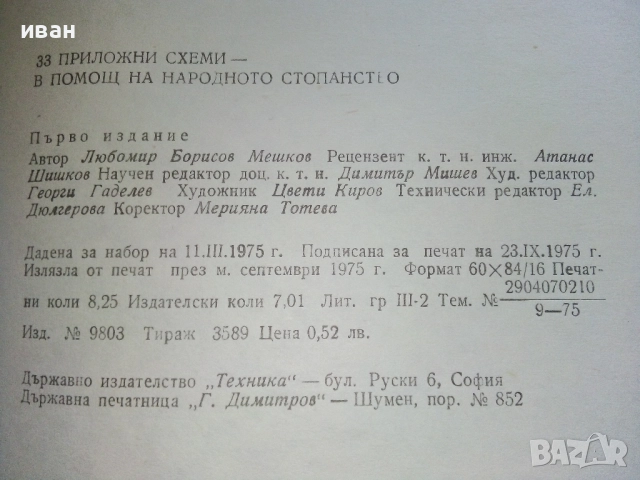 иван
33 ПРИЛОЖНИ СХЕМИ —
В ПОМОЩ НА НАРОДНОТО СТОПАНСТВО
Първо издание
Автор Любомир Борисов Мешков Рецензент к. т. н. инж. Атанас
Шишков Научен редактор доц. к. т. н. Димитър Мишев Худ. редактор
Георги Гаделев Художник Цвети Киров Технически редактор Ел.
Дюлгерова Коректор Мерияна Тотева
Дадена за набор на 11.III.1975 г. Подписана за печат на 23.IX.1975 г.
Излязла от печат през м. септември 1975 г. Формат 60×84/16 Печат-
ни коли 8,25 Издателски коли 7,01 Лит. гр III-2 Тем. № 2904070210
9—75
Изд. № 9803 Тираж 3589 Цена 0,52 лв.
Държавно издателство „Техника“ — бул. Руски 6, София
Държавна печатница „Г. Димитров“ — Шумен, пор. № 852
BAZAR